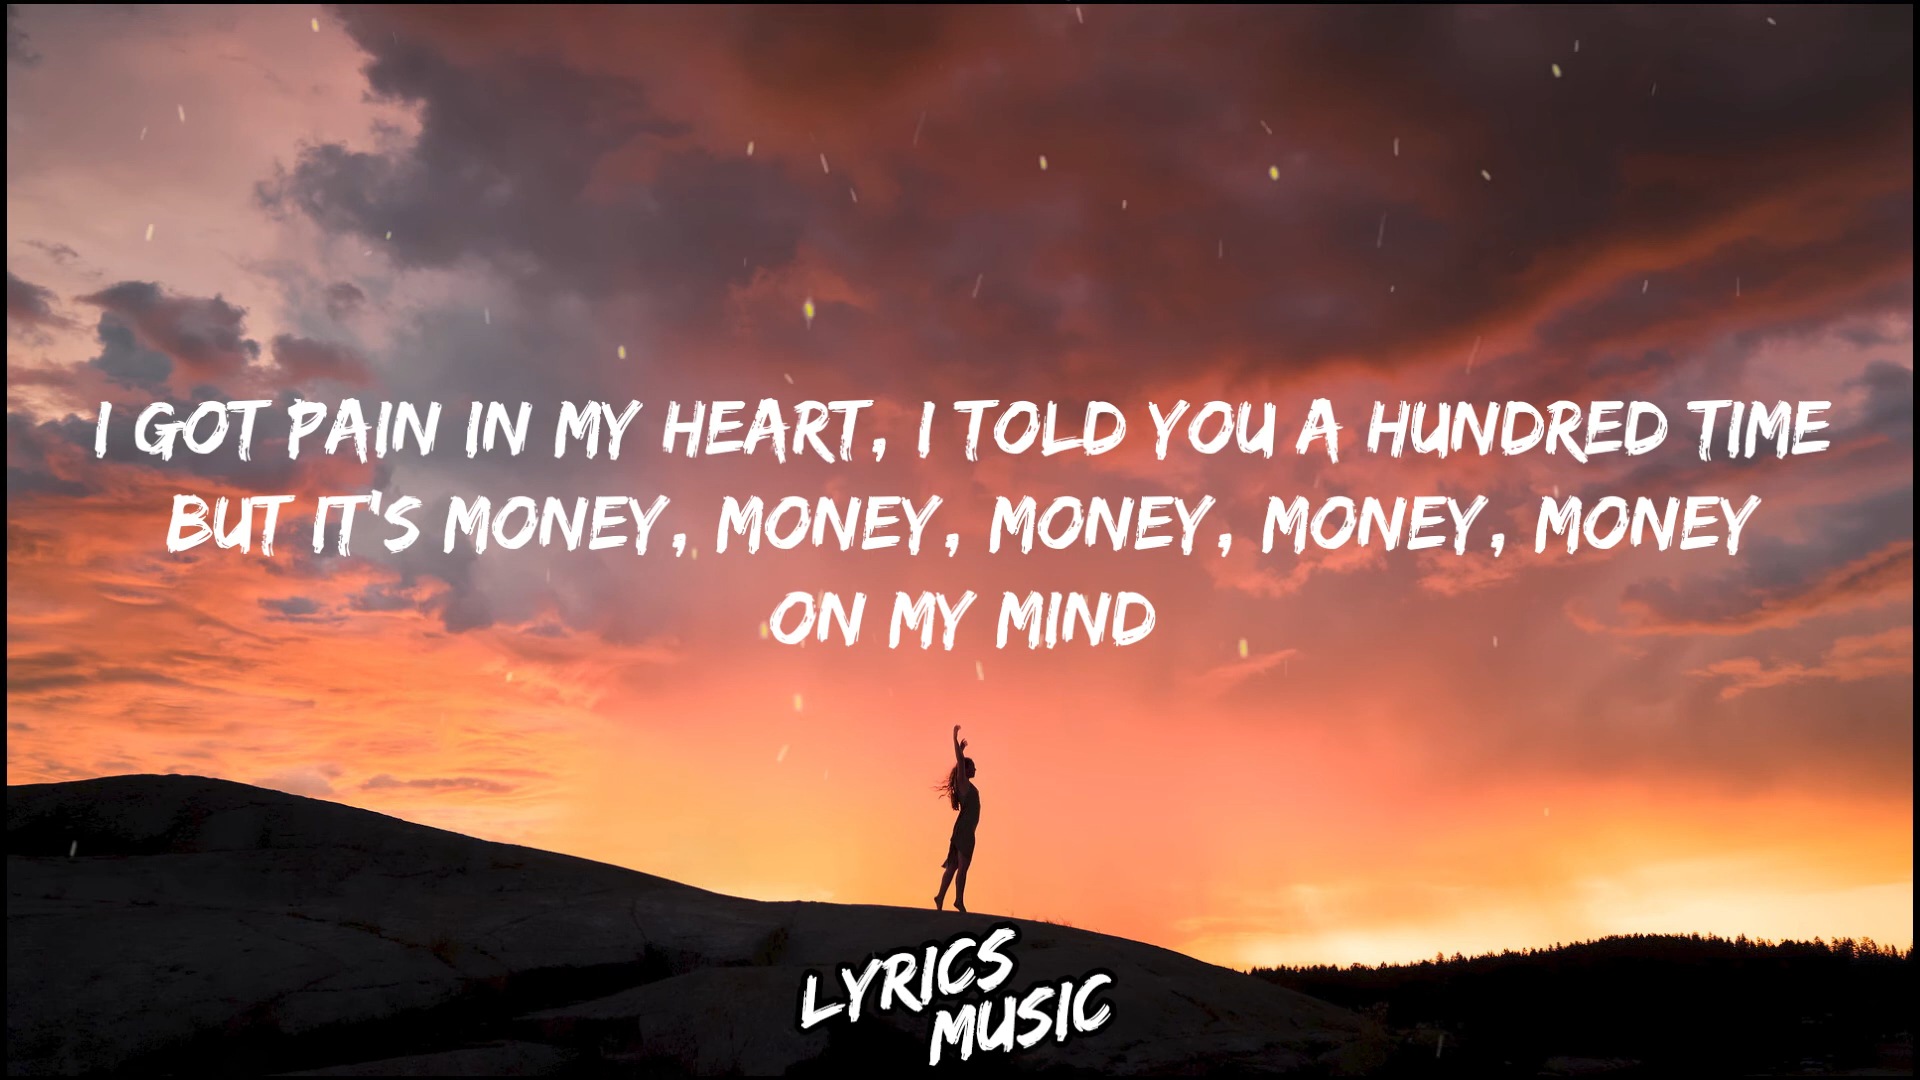 I GOT PAIN IN MY HEART, I TOLD YOU A HUNDRED TIME
BUT IT'S MONEY, MONEY, MONEY, MONEY, MONEY
ON MY MIND
LYRICS
MUSIC